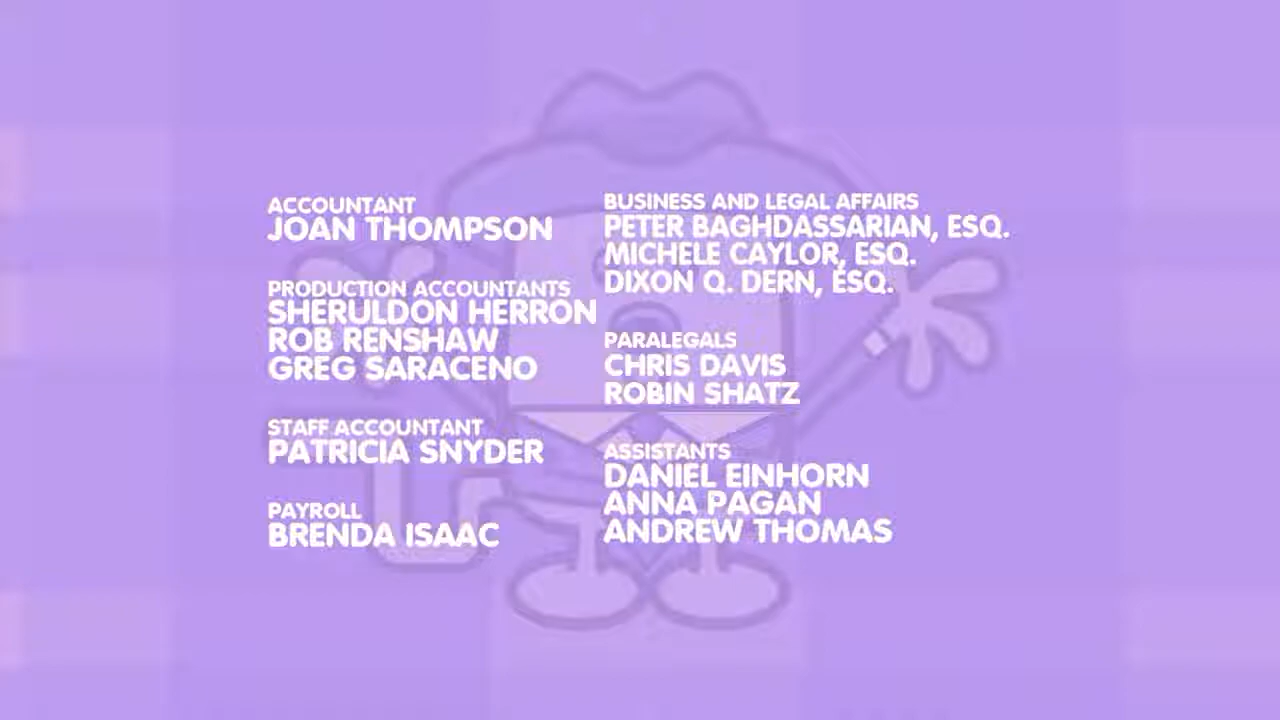 ACCOUNTANT
JOAN THOMPSON
PRODUCTION ACCOUNTANTS
SHERULDON HERRON
ROB RENSHAW
GREG SARACENO
STAFF ACCOUNTANT
PATRICIA SNYDER
PAYROLL
BRENDA ISAAC
BUSINESS AND LEGAL AFFAIRS
PETER BAGHDASSARIAN, ESQ.
MICHELE CAYLOR, ESQ.
DIXON Q. DERN, ESQ.
PARALEGALS
CHRIS DAVIS
ROBIN SHATZ
ASSISTANTS
DANIEL EINHORN
ANNA PAGAN
ANDREW THOMAS